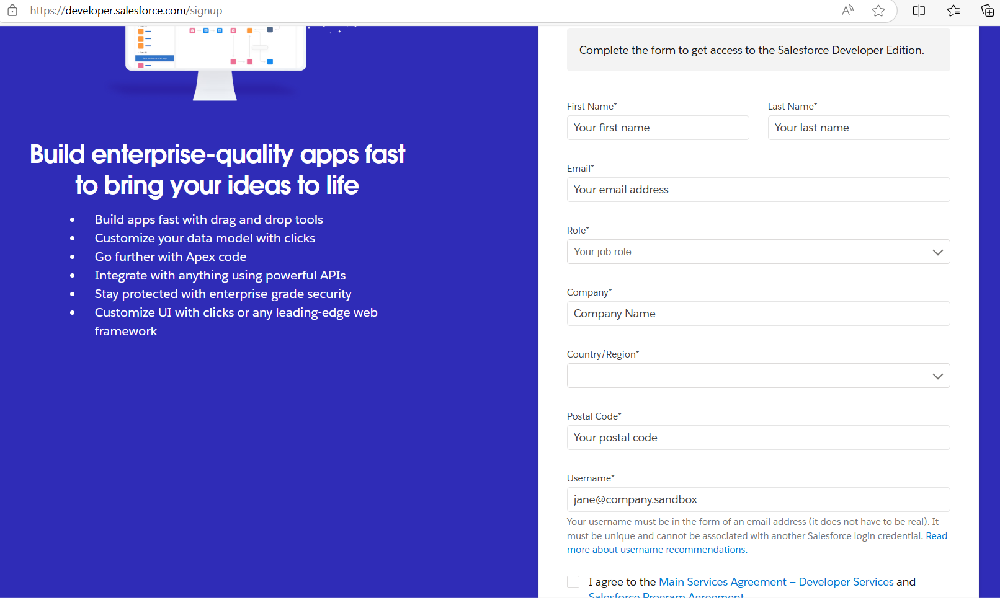 https://developer.salesforce.com/signup
Build enterprise-quality apps fast
to bring your ideas to life
• Build apps fast with drag and drop tools
• Customize your data model with clicks
• Go further with Apex code
• Integrate with anything using powerful APIs
• Stay protected with enterprise-grade security
• Customize UI with clicks or any leading-edge web
framework
Complete the form to get access to the Salesforce Developer Edition.
First Name* Last Name*
Your first name Your last name
Email*
Your email address
Role*
Your job role
Company*
Company Name
Country/Region*
Postal Code*
Your postal code
Username*
jane@company.sandbox
Your username must be in the form of an email address (it does not have to be real). It
must be unique and cannot be associated with another Salesforce login credential. Read
more about username recommendations.
I agree to the Main Services Agreement – Developer Services and
Salesforce Program Agreement